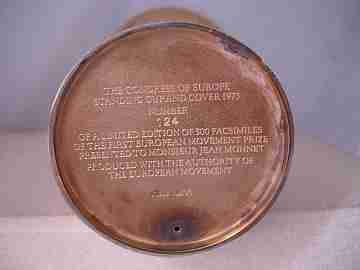 THE CONGRESS OF EUROPE
STANDING CUP AND COVER 1973
NUMBER
124
OF A LIMITED EDITION OF 500 FACSIMILES
OF THE FIRST EUROPEAN MOVEMENT PRIZE
PRESENTED TO MONSIEUR JEAN MONNET
PRODUCED WITH THE AUTHORITY OF
THE EUROPEAN MOVEMENT